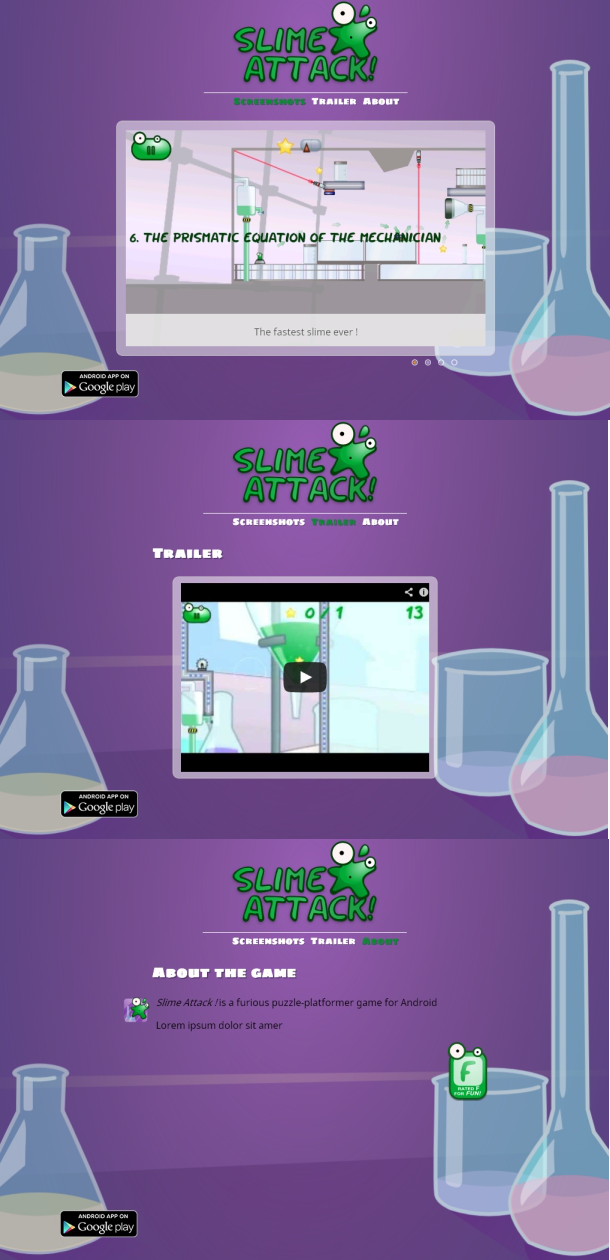 SLIME
ATTACK!
Screenshots Trailer About
6. THE PRISMATIC EQUATION OF THE MECHANICIAN
The fastest slime ever !
ANDROID APP ON
Google play
SLIME
ATTACK!
Screenshots Trailer About
Trailer
0 / 1 13
ANDROID APP ON
Google play
SLIME
ATTACK!
Screenshots Trailer About
About the game
Slime Attack ! is a furious puzzle-platformer game for Android
Lorem ipsum dolor sit amer
F
RATED F
FOR FUN!
ANDROID APP ON
Google play